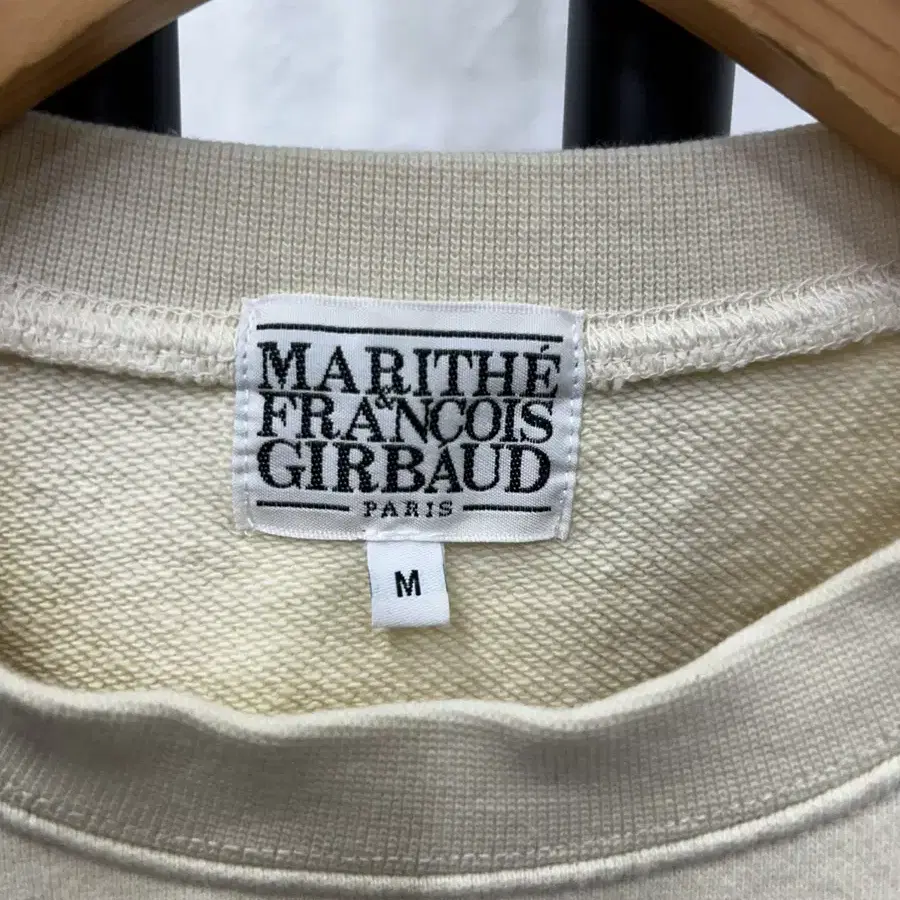 MARITHÉ
&
FRANÇOIS
GIRBAUD
PARIS
M